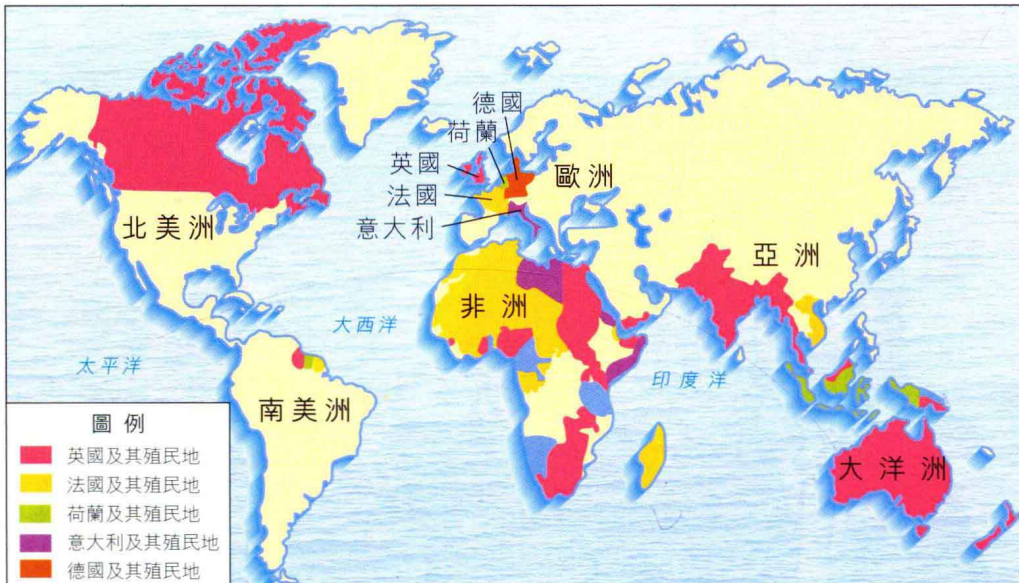 德國
荷蘭
英國
歐洲
法國
意大利
北美洲
亞洲
非洲
大西洋
太平洋
印度洋
南美洲
大洋洲
圖例
英國及其殖民地
法國及其殖民地
荷蘭及其殖民地
意大利及其殖民地
德國及其殖民地